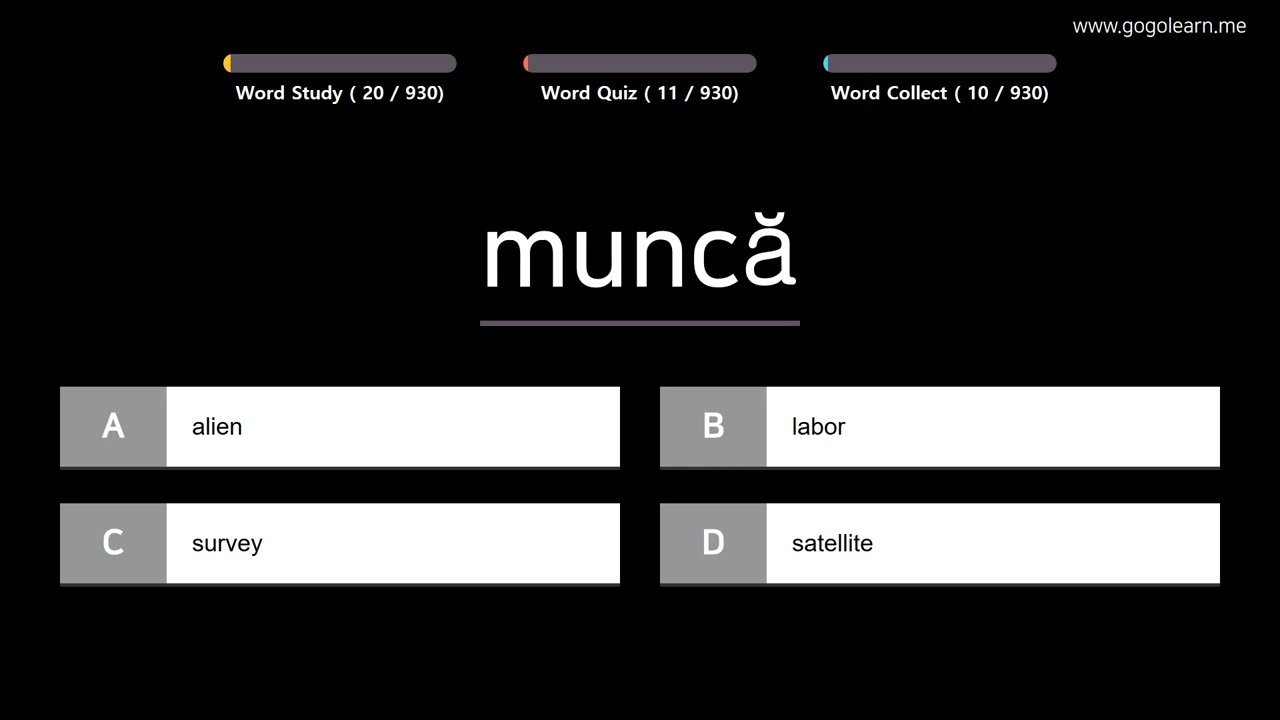 www.gogolearn.me
Word Study ( 20 / 930)
Word Quiz ( 11 / 930)
Word Collect ( 10 / 930)
muncă
A alien
B labor
C survey
D satellite